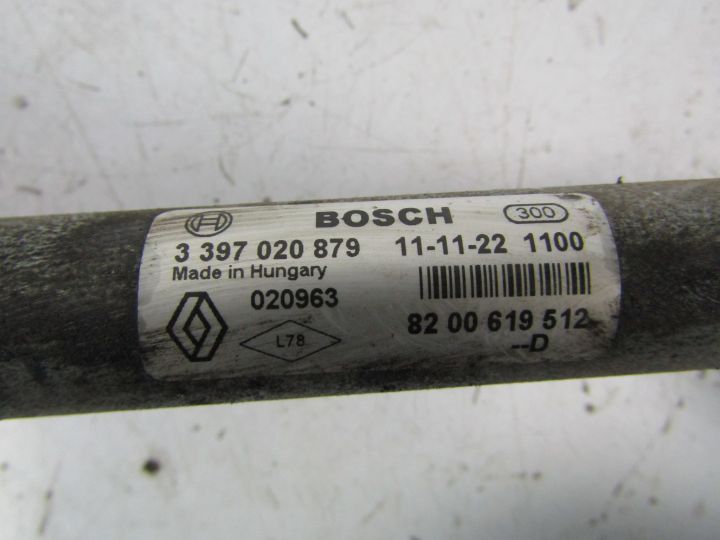 BOSCH 300
3 397 020 879 11-11-22 1100
Made in Hungary
020963
L78
82 00 619 512
--D